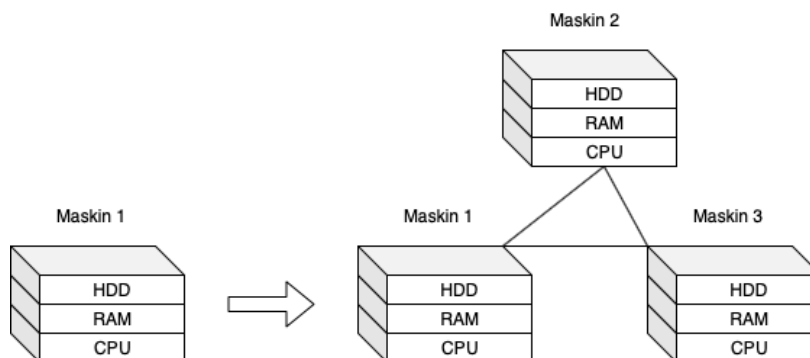 Maskin 2
HDD
RAM
CPU
Maskin 1
HDD
RAM
CPU
Maskin 1
HDD
RAM
CPU
Maskin 3
HDD
RAM
CPU